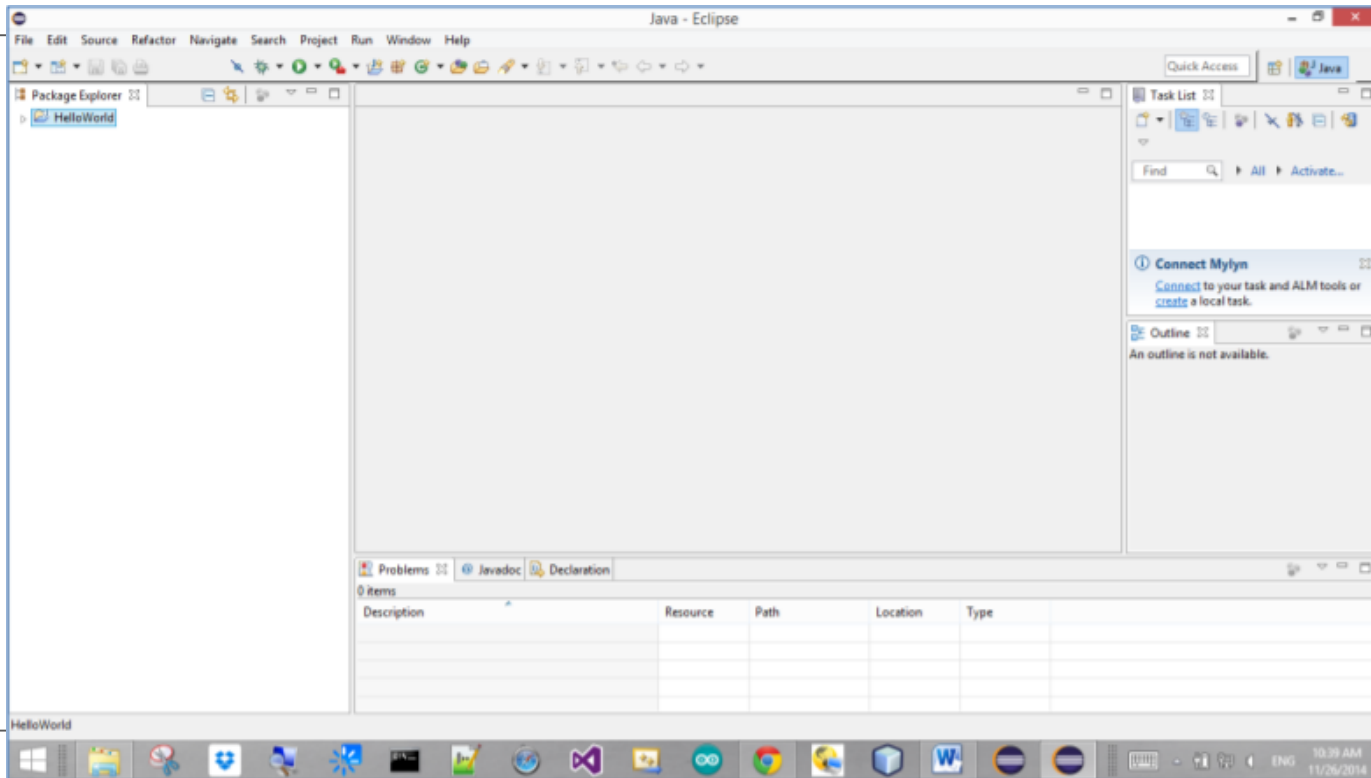 Java - Eclipse
File Edit Source Refactor Navigate Search Project Run Window Help
Quick Access
Java
Package Explorer
HelloWorld
Task List
Find
All
Activate...
Connect Mylyn
Connect to your task and ALM tools or
create a local task.
Outline
An outline is not available.
Problems
Javadoc
Declaration
0 items
Description Resource Path Location Type
HelloWorld
ENG
10:39 AM